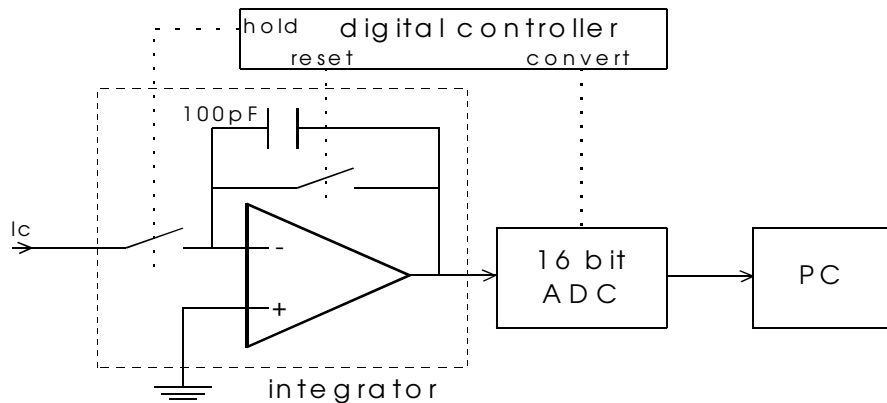 hold digital controller
reset convert
100pF
Ic
-
+
16 bit
ADC
PC
integrator